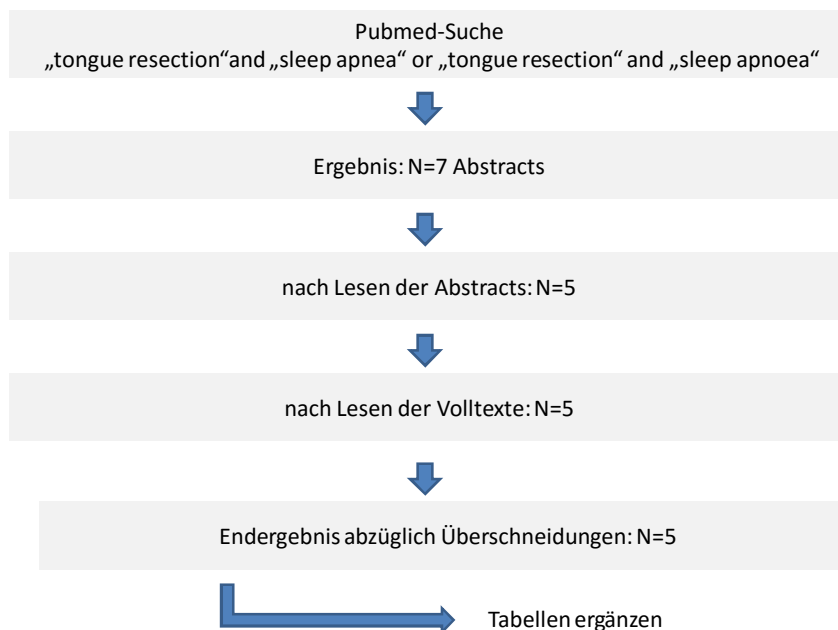 Pubmed-Suche
„tongue resection“and „sleep apnea“ or „tongue resection“ and „sleep apnoea“
Ergebnis: N=7 Abstracts
nach Lesen der Abstracts: N=5
nach Lesen der Volltexte: N=5
Endergebnis abzüglich Überschneidungen: N=5
Tabellen ergänzen